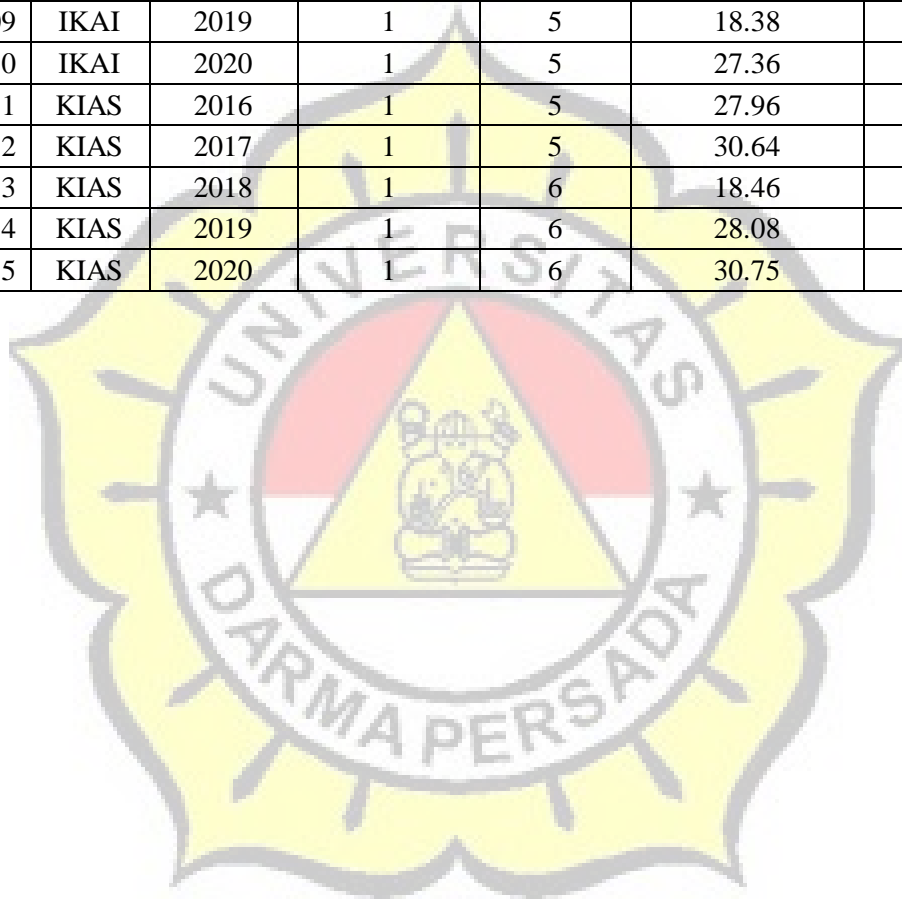 9 IKAI 2019 1 5 18.38
0 IKAI 2020 1 5 27.36
1 KIAS 2016 1 5 27.96
2 KIAS 2017 1 5 30.64
3 KIAS 2018 1 6 18.46
4 KIAS 2019 1 6 28.08
5 KIAS 2020 1 6 30.75
UNIVERSITAS
DARMA PERSADA